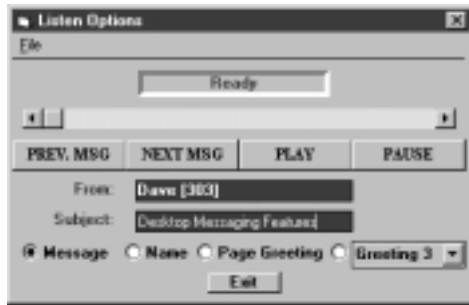 Listen Options
File
Ready
PREV. MSG NEXT MSG PLAY PAUSE
From: Dave [303]
Subject: Desktop Messaging Features
Message Name Page Greeting Greeting 3
Exit